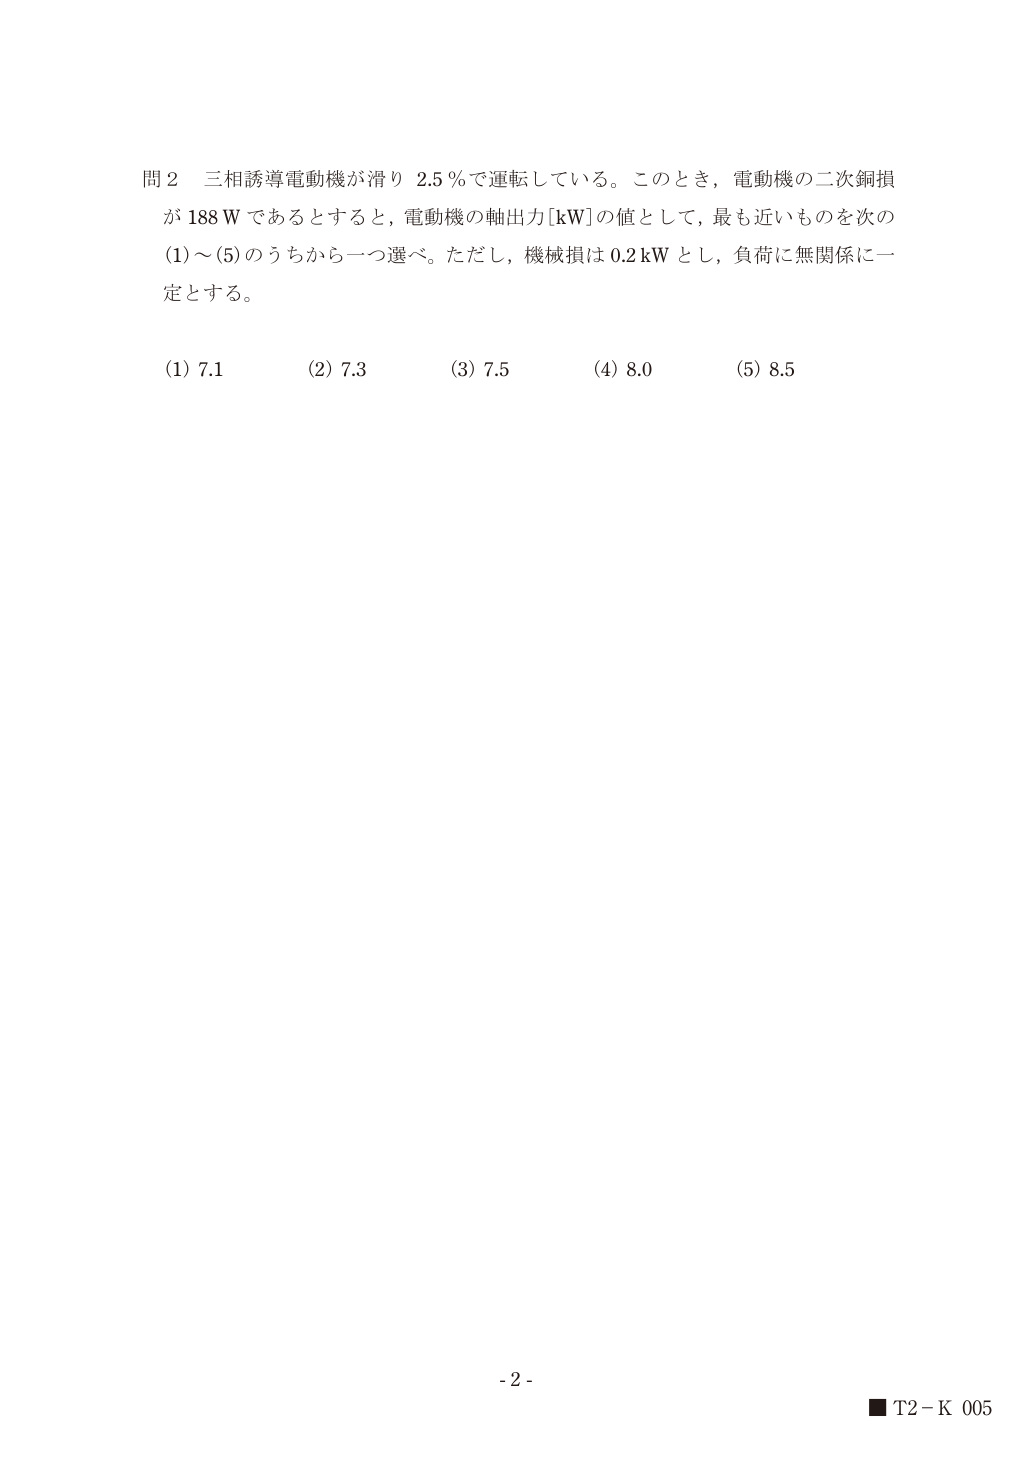 問２　三相誘導電動機が滑り 2.5 %で運転している。このとき，電動機の二次銅損
が 188 W であるとすると，電動機の軸出力[kW]の値として，最も近いものを次の
(1)～(5)のうちから一つ選べ。ただし，機械損は 0.2 kW とし，負荷に無関係に一
定とする。
(1) 7.1　(2) 7.3　(3) 7.5　(4) 8.0　(5) 8.5
- 2 -
■ T2－K 005